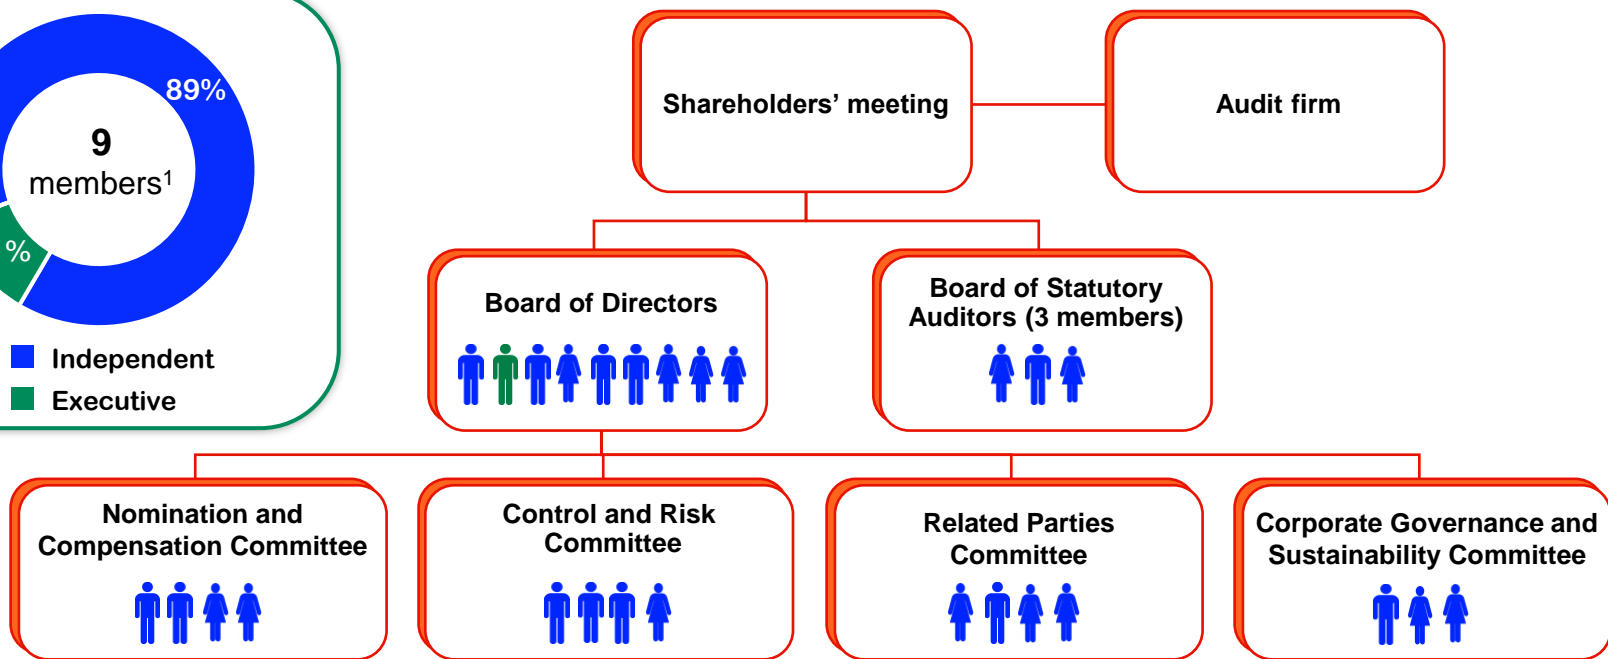 89%
9
members¹
%
Independent
Executive
Shareholders’ meeting
Audit firm
Board of Directors
Board of Statutory
Auditors (3 members)
Nomination and
Compensation Committee
Control and Risk
Committee
Related Parties
Committee
Corporate Governance and
Sustainability Committee